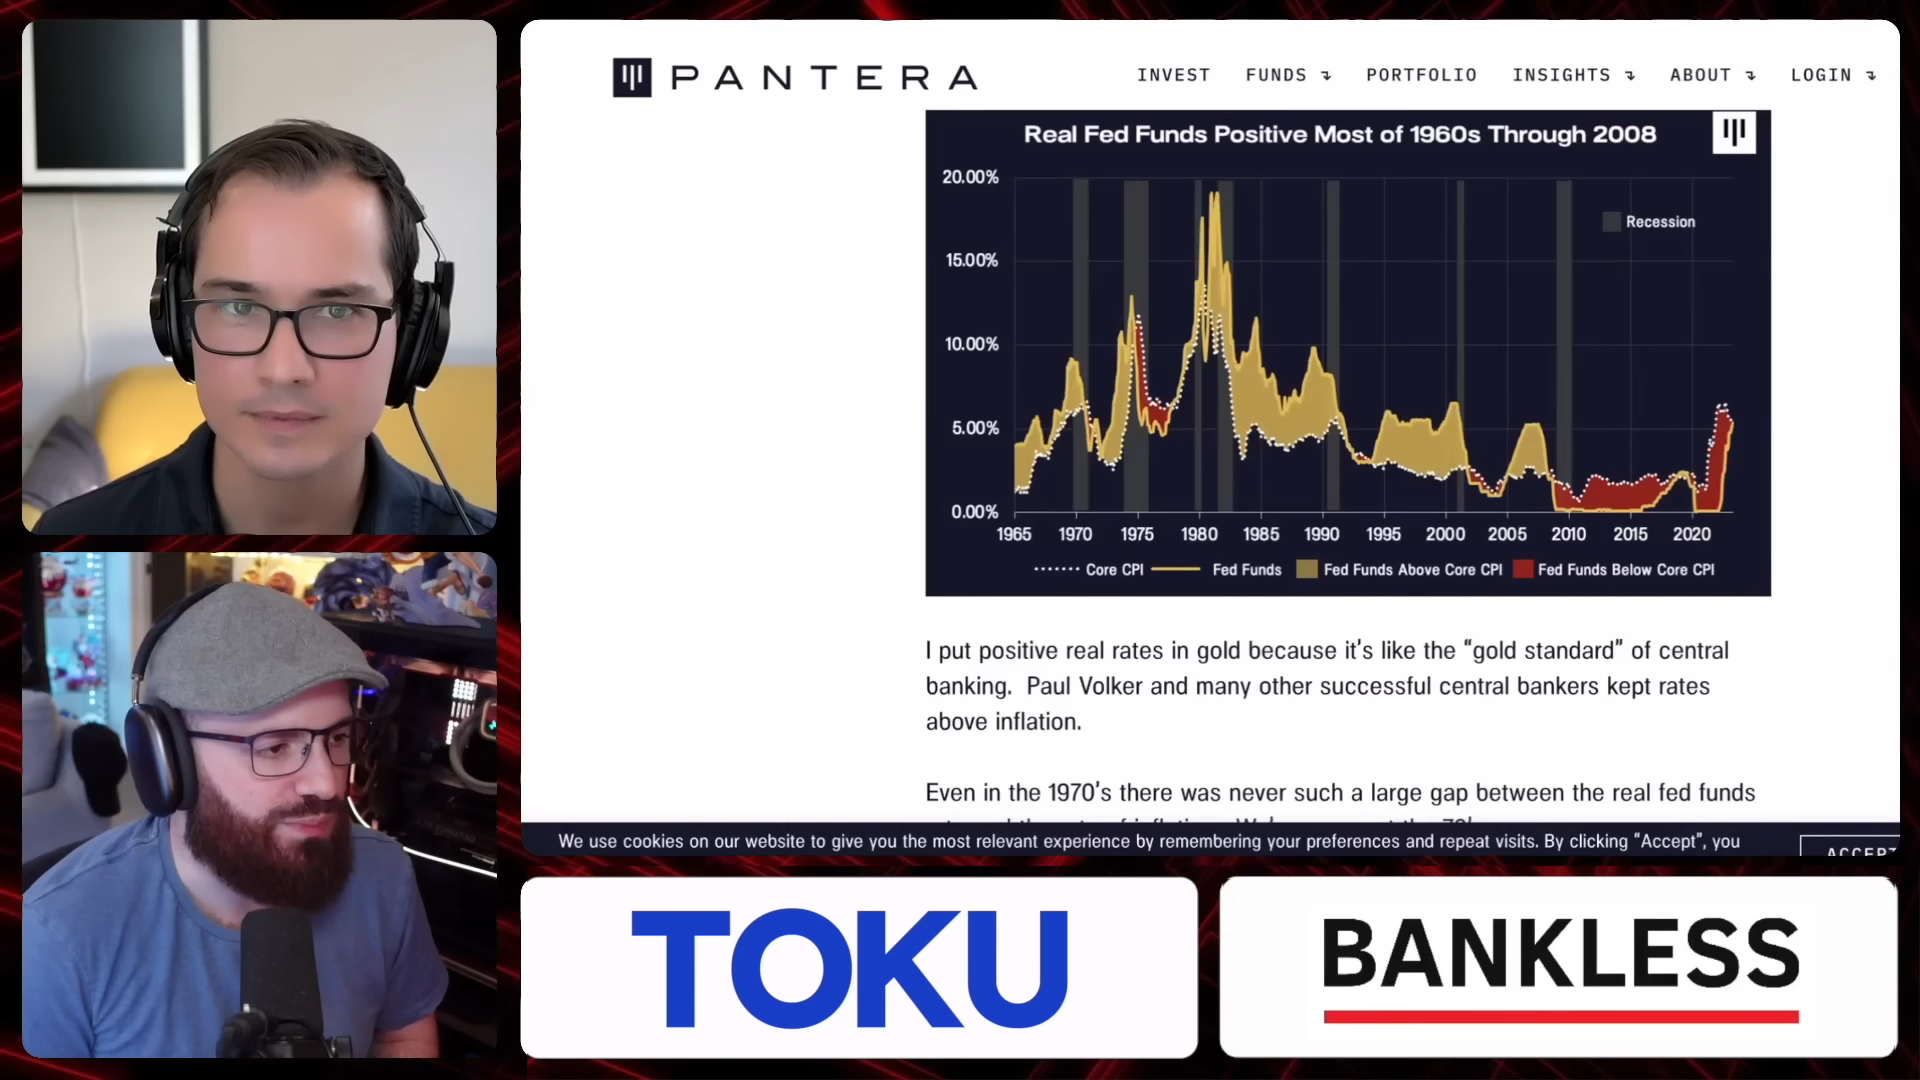 PANTERA
INVEST FUNDS PORTFOLIO INSIGHTS ABOUT LOGIN
Real Fed Funds Positive Most of 1960s Through 2008
20.00%
Recession
15.00%
10.00%
5.00%
0.00%
1965 1970 1975 1980 1985 1990 1995 2000 2005 2010 2015 2020
Core CPI Fed Funds Fed Funds Above Core CPI Fed Funds Below Core CPI
I put positive real rates in gold because it's like the “gold standard” of central
banking. Paul Volker and many other successful central bankers kept rates
above inflation.
Even in the 1970's there was never such a large gap between the real fed funds
We use cookies on our website to give you the most relevant experience by remembering your preferences and repeat visits. By clicking “Accept”, you
ACCEPT
TOKU
BANKLESS